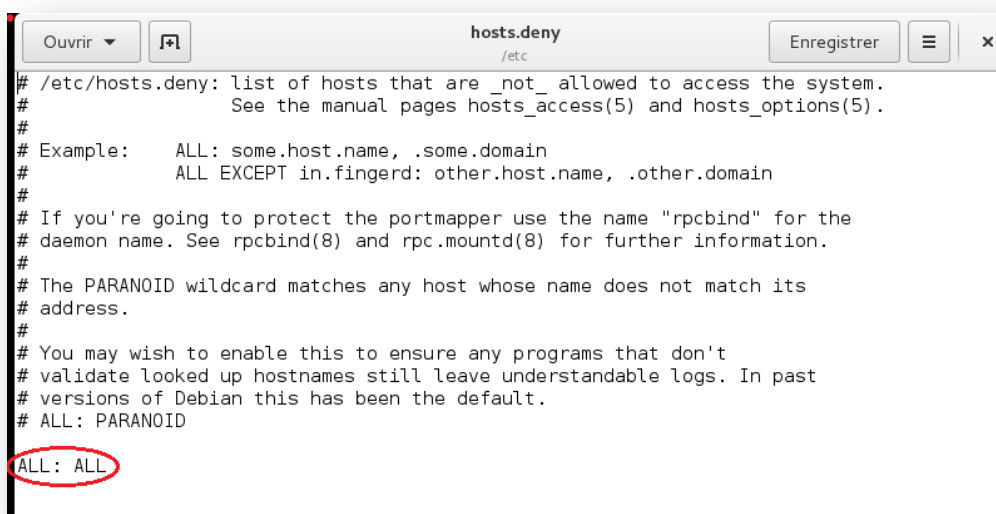 Ouvrir
hosts.deny
/etc
Enregistrer
# /etc/hosts.deny: list of hosts that are _not_ allowed to access the system.
#                  See the manual pages hosts_access(5) and hosts_options(5).
#
# Example:    ALL: some.host.name, .some.domain
#             ALL EXCEPT in.fingerd: other.host.name, .other.domain
#
# If you're going to protect the portmapper use the name "rpcbind" for the
# daemon name. See rpcbind(8) and rpc.mountd(8) for further information.
#
# The PARANOID wildcard matches any host whose name does not match its
# address.
#
# You may wish to enable this to ensure any programs that don't
# validate looked up hostnames still leave understandable logs. In past
# versions of Debian this has been the default.
# ALL: PARANOID
ALL: ALL